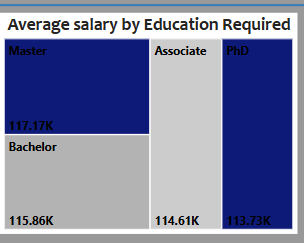 Average salary by Education Required
Master
117.17K
Bachelor
115.86K
Associate
114.61K
PhD
113.73K